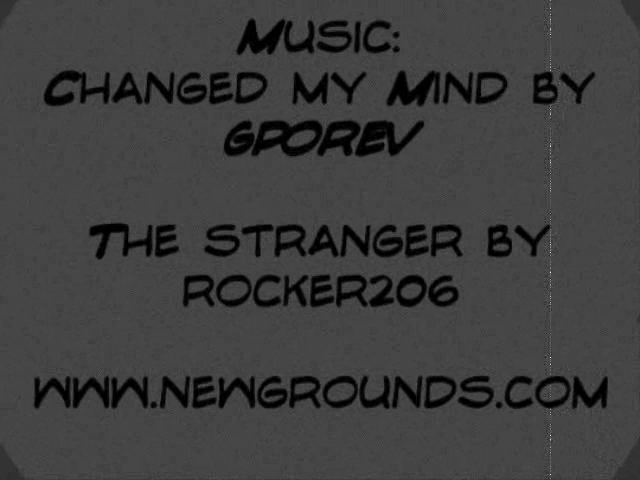 Music:
Changed my Mind by
GPOREV
The stranger by
rocker206
www.newgrounds.com